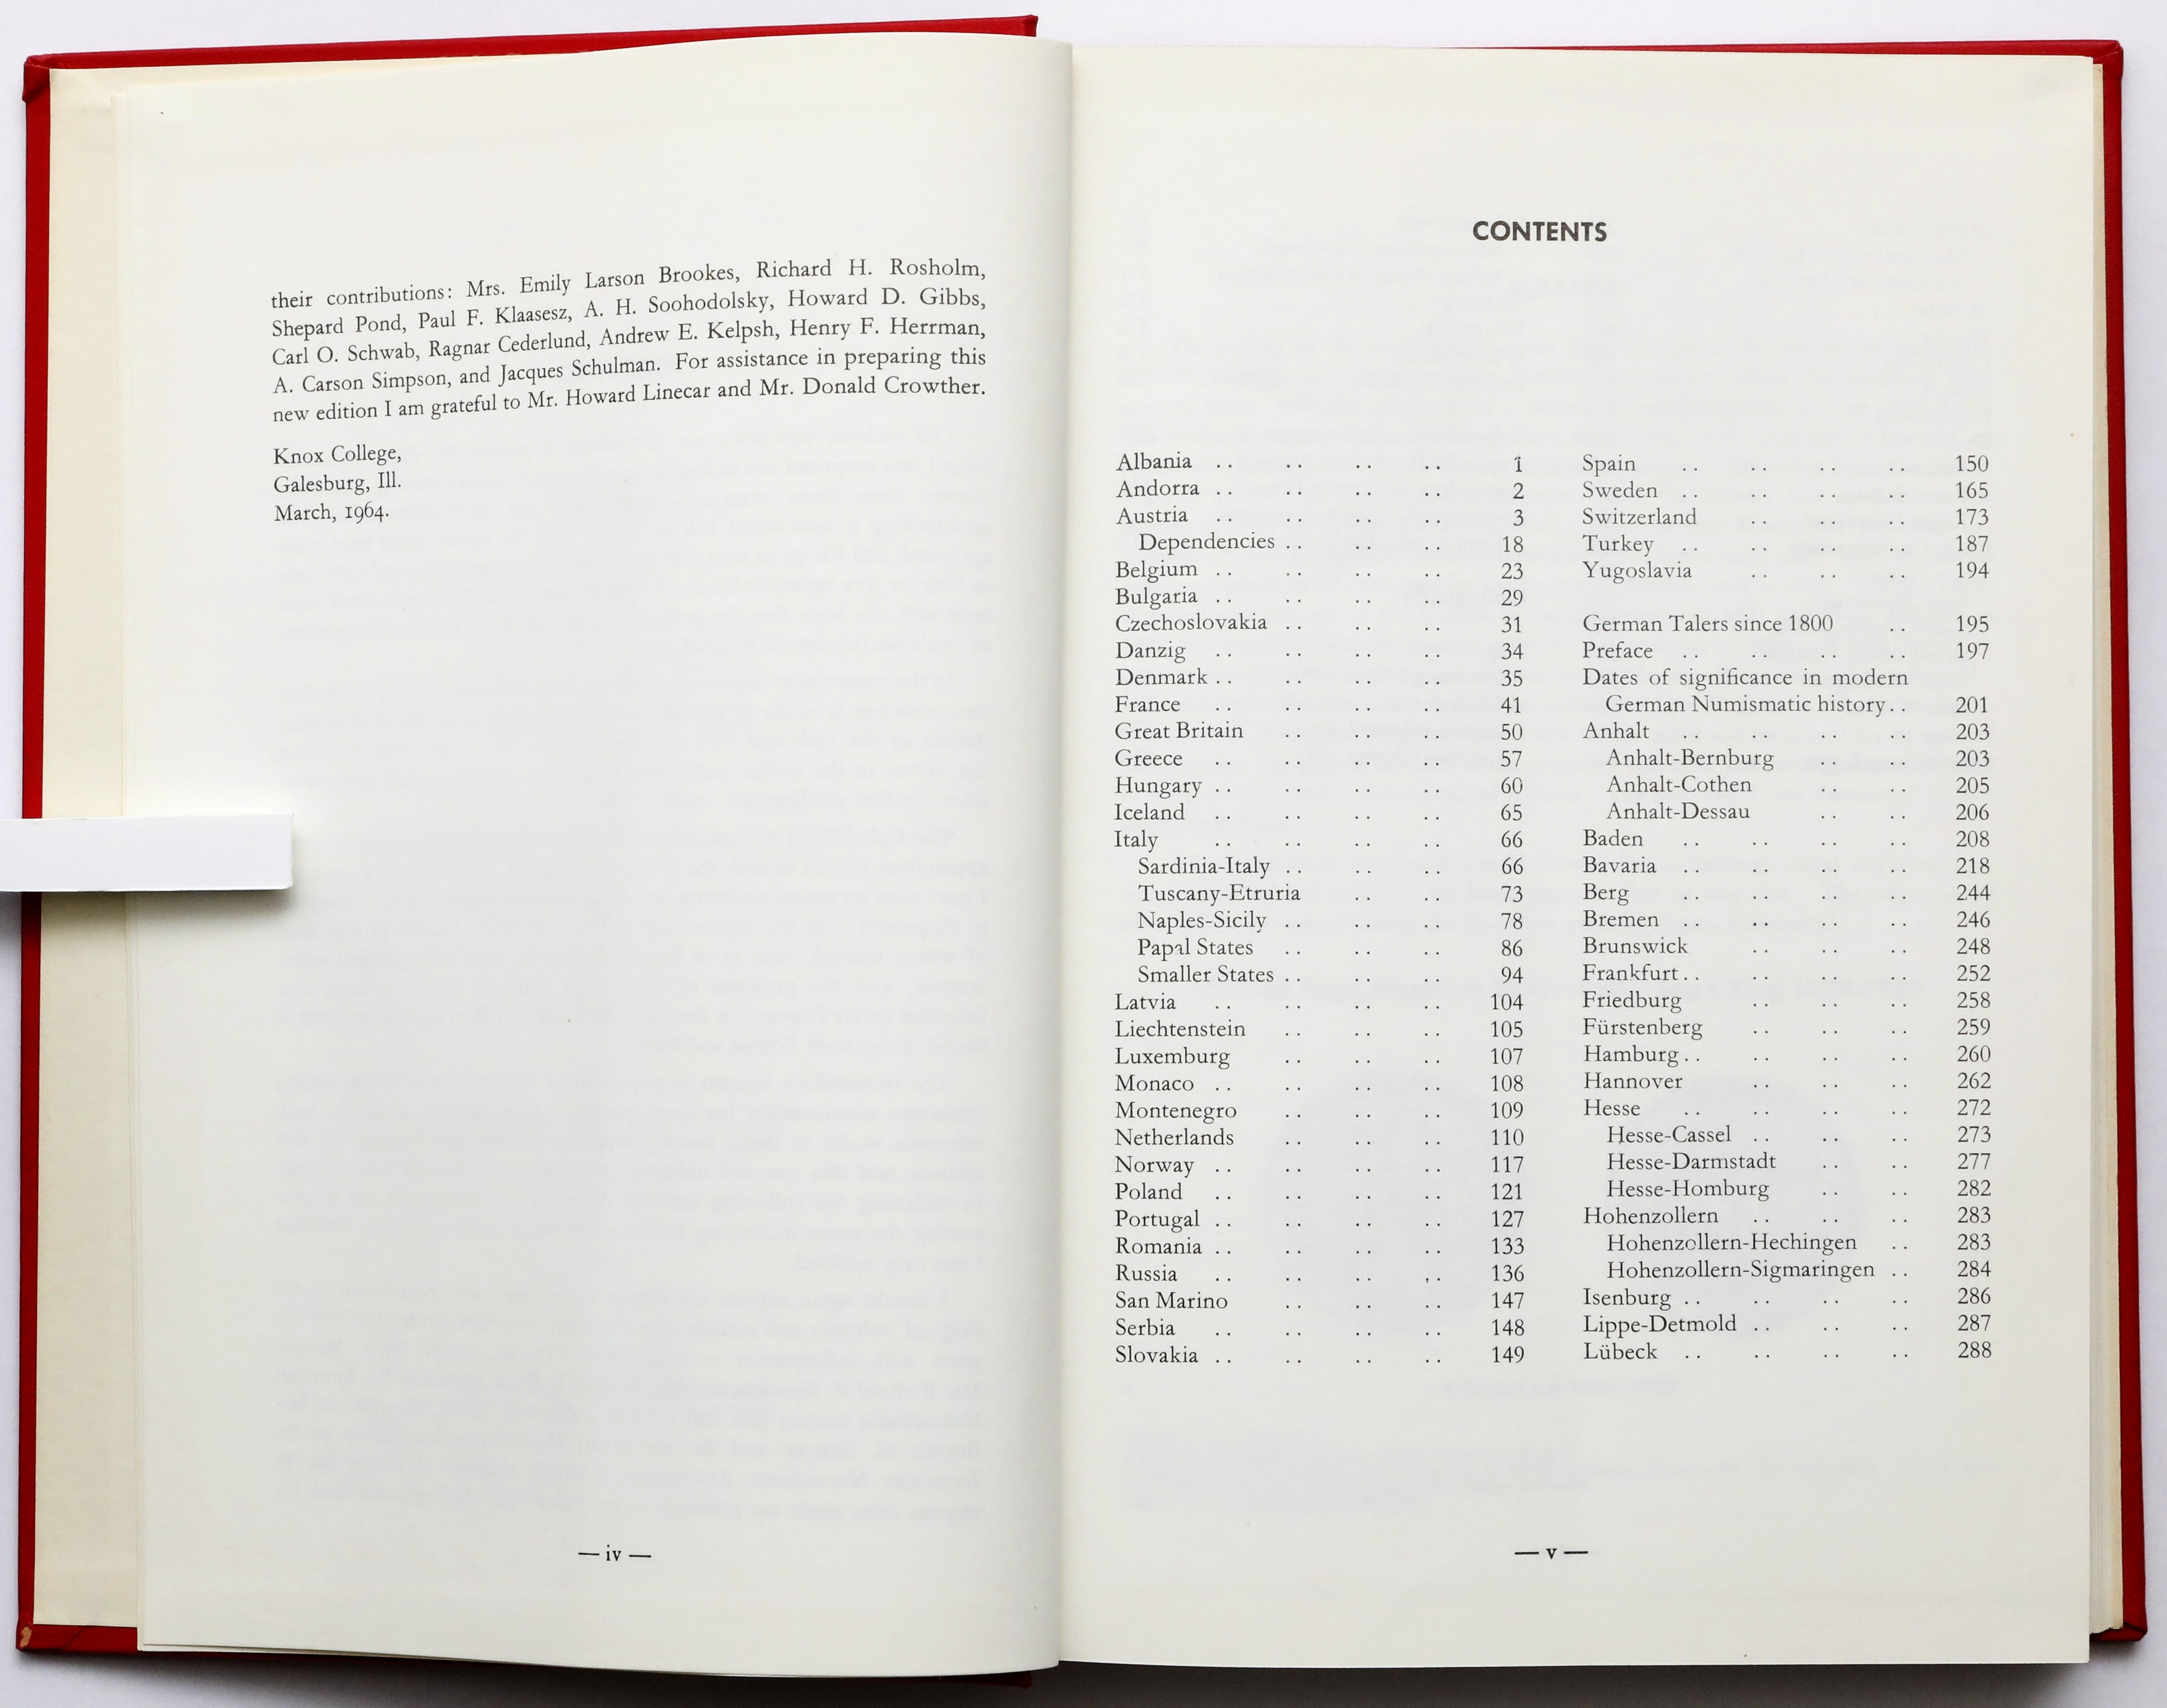 their contributions: Mrs. Emily Larson Brookes, Richard H. Rosholm,
Shepard Pond, Paul F. Klaasesz, A. H. Soohodolsky, Howard D. Gibbs,
Carl O. Schwab, Ragnar Cederlund, Andrew E. Kelpsh, Henry F. Herrman,
A. Carson Simpson, and Jacques Schulman. For assistance in preparing this
new edition I am grateful to Mr. Howard Linecar and Mr. Donald Crowther.
Knox College,
Galesburg, Ill.
March, 1964.
— iv —
CONTENTS
Albania .. .. .. .. 1
Andorra .. .. .. .. 2
Austria .. .. .. .. 3
Dependencies .. .. .. 18
Belgium .. .. .. .. 23
Bulgaria .. .. .. .. 29
Czechoslovakia .. .. .. 31
Danzig .. .. .. .. 34
Denmark .. .. .. .. 35
France .. .. .. .. 41
Great Britain .. .. .. 50
Greece .. .. .. .. 57
Hungary .. .. .. .. 60
Iceland .. .. .. .. 65
Italy .. .. .. .. 66
Sardinia-Italy .. .. .. 66
Tuscany-Etruria .. .. 73
Naples-Sicily .. .. .. 78
Papal States .. .. .. 86
Smaller States .. .. .. 94
Latvia .. .. .. .. 104
Liechtenstein .. .. .. 105
Luxemburg .. .. .. 107
Monaco .. .. .. .. 108
Montenegro .. .. .. 109
Netherlands .. .. .. 110
Norway .. .. .. .. 117
Poland .. .. .. .. 121
Portugal .. .. .. .. 127
Romania .. .. .. .. 133
Russia .. .. .. .. 136
San Marino .. .. .. 147
Serbia .. .. .. .. 148
Slovakia .. .. .. .. 149
Spain .. .. .. .. 150
Sweden .. .. .. .. 165
Switzerland .. .. .. 173
Turkey .. .. .. .. 187
Yugoslavia .. .. .. 194
German Talers since 1800 .. 195
Preface .. .. .. .. 197
Dates of significance in modern
German Numismatic history .. 201
Anhalt .. .. .. .. 203
Anhalt-Bernburg .. .. 203
Anhalt-Cothen .. .. 205
Anhalt-Dessau .. .. 206
Baden .. .. .. .. 208
Bavaria .. .. .. .. 218
Berg .. .. .. .. 244
Bremen .. .. .. .. 246
Brunswick .. .. .. 248
Frankfurt .. .. .. .. 252
Friedburg .. .. .. 258
Fürstenberg .. .. .. 259
Hamburg .. .. .. .. 260
Hannover .. .. .. 262
Hesse .. .. .. .. 272
Hesse-Cassel .. .. .. 273
Hesse-Darmstadt .. .. 277
Hesse-Homburg .. .. 282
Hohenzollern .. .. .. 283
Hohenzollern-Hechingen .. 283
Hohenzollern-Sigmaringen .. 284
Isenburg .. .. .. .. 286
Lippe-Detmold .. .. .. 287
Lübeck .. .. .. .. 288
— v —